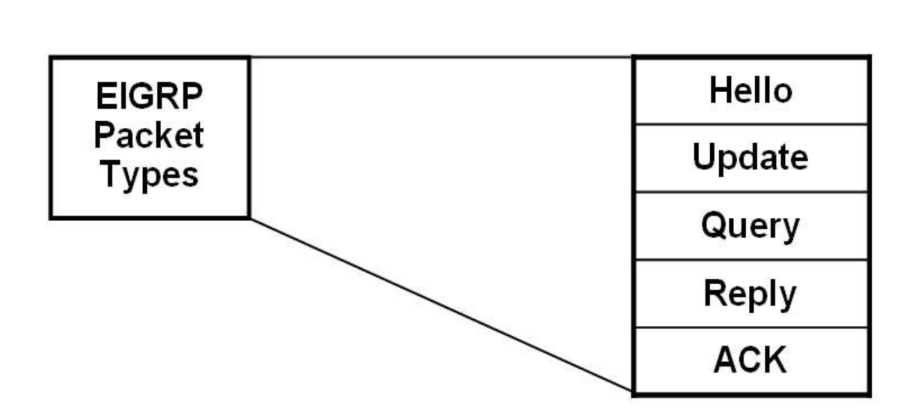 EIGRP
Packet
Types
Hello
Update
Query
Reply
ACK